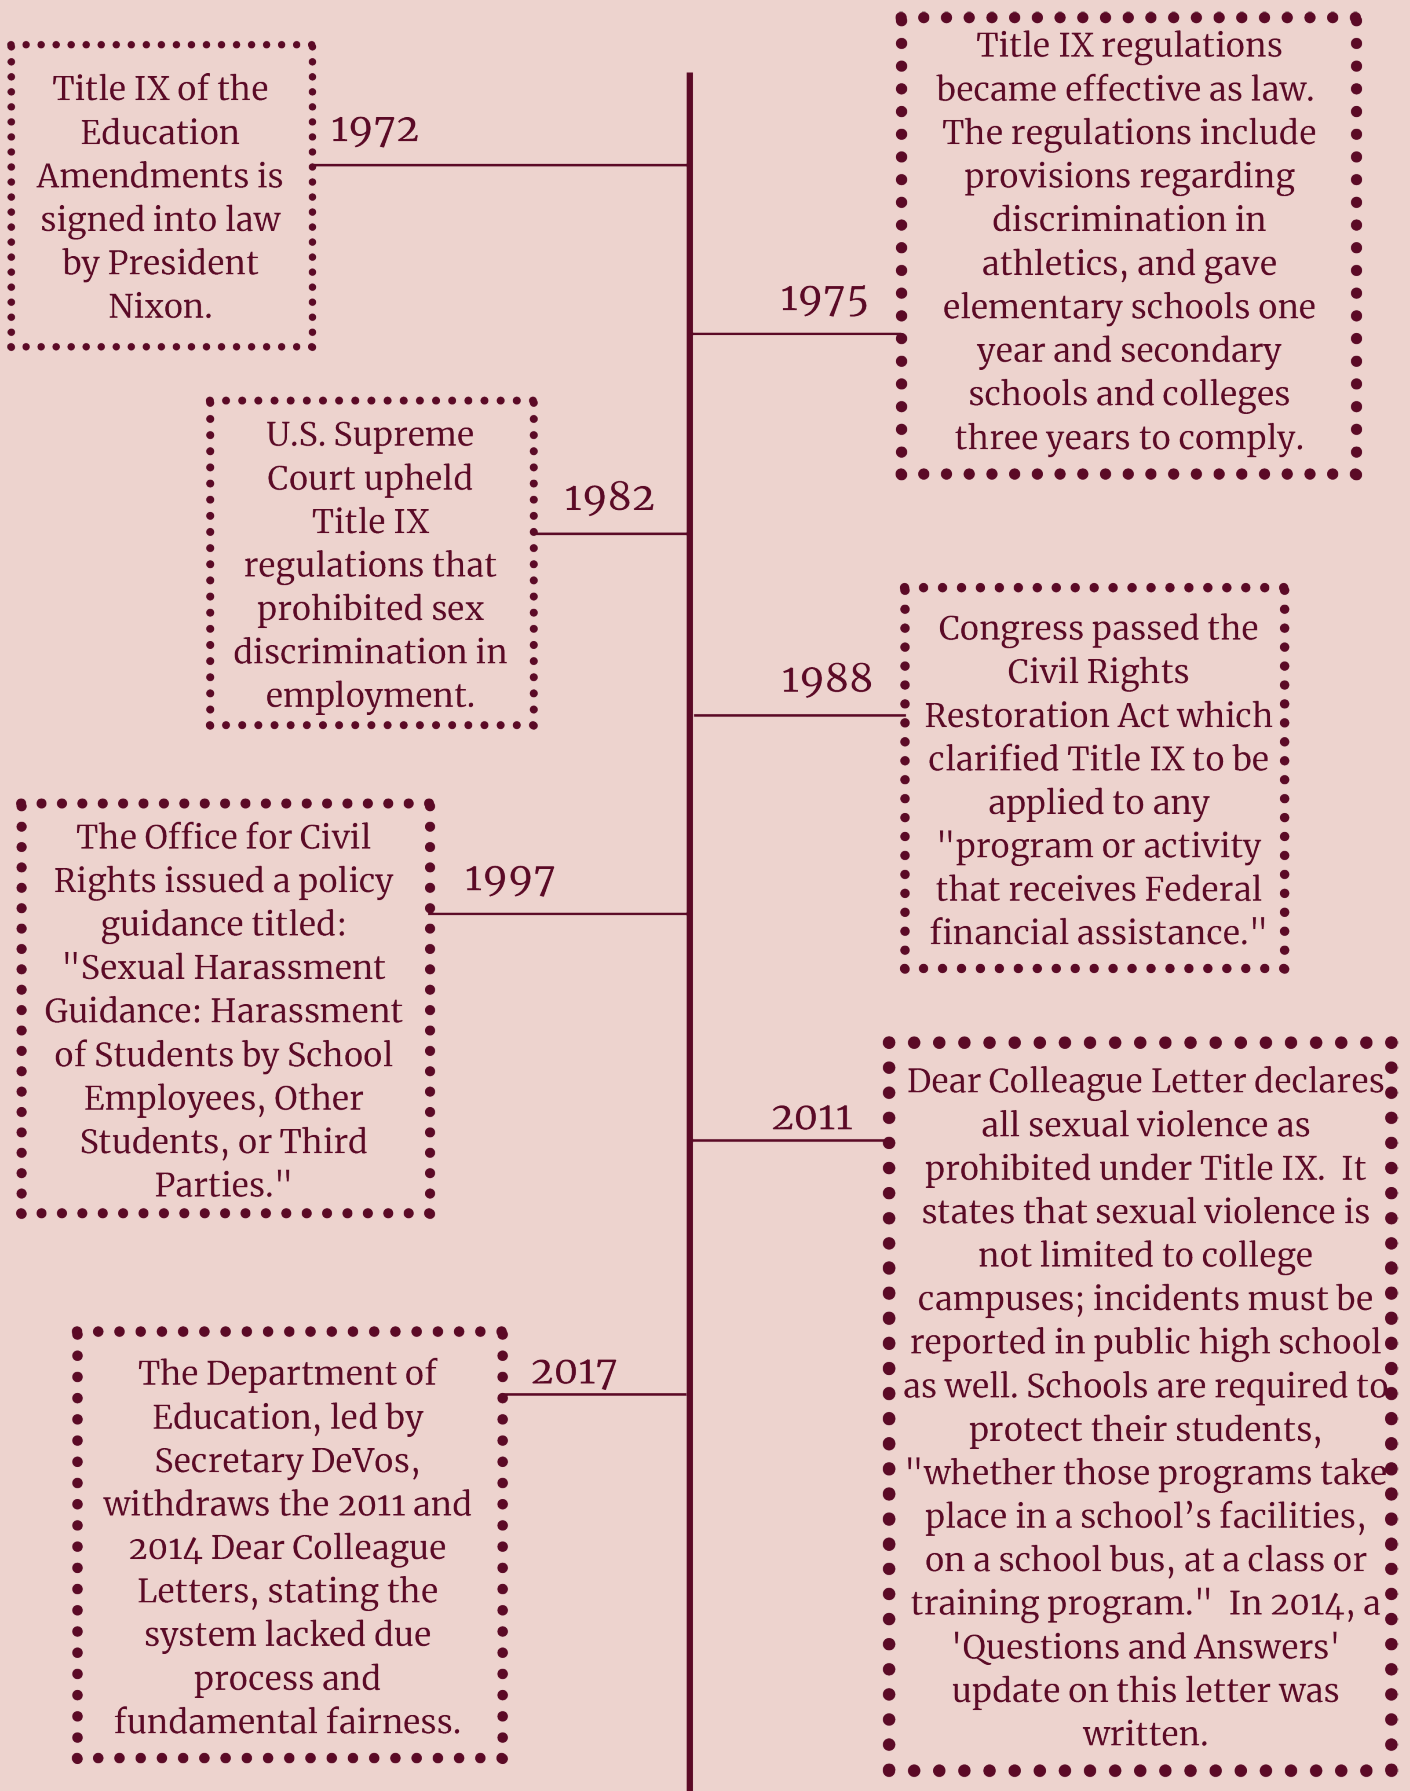 1972
Title IX of the
Education
Amendments is
signed into law
by President
Nixon.
1975
Title IX regulations
became effective as law.
The regulations include
provisions regarding
discrimination in
athletics, and gave
elementary schools one
year and secondary
schools and colleges
three years to comply.
1982
U.S. Supreme
Court upheld
Title IX
regulations that
prohibited sex
discrimination in
employment.
1988
Congress passed the
Civil Rights
Restoration Act which
clarified Title IX to be
applied to any
"program or activity
that receives Federal
financial assistance."
1997
The Office for Civil
Rights issued a policy
guidance titled:
"Sexual Harassment
Guidance: Harassment
of Students by School
Employees, Other
Students, or Third
Parties."
2011
Dear Colleague Letter declares
all sexual violence as
prohibited under Title IX.  It
states that sexual violence is
not limited to college
campuses; incidents must be
reported in public high school
as well. Schools are required to
protect their students,
"whether those programs take
place in a school’s facilities,
on a school bus, at a class or
training program."  In 2014, a
'Questions and Answers'
update on this letter was
written.
2017
The Department of
Education, led by
Secretary DeVos,
withdraws the 2011 and
2014 Dear Colleague
Letters, stating the
system lacked due
process and
fundamental fairness.